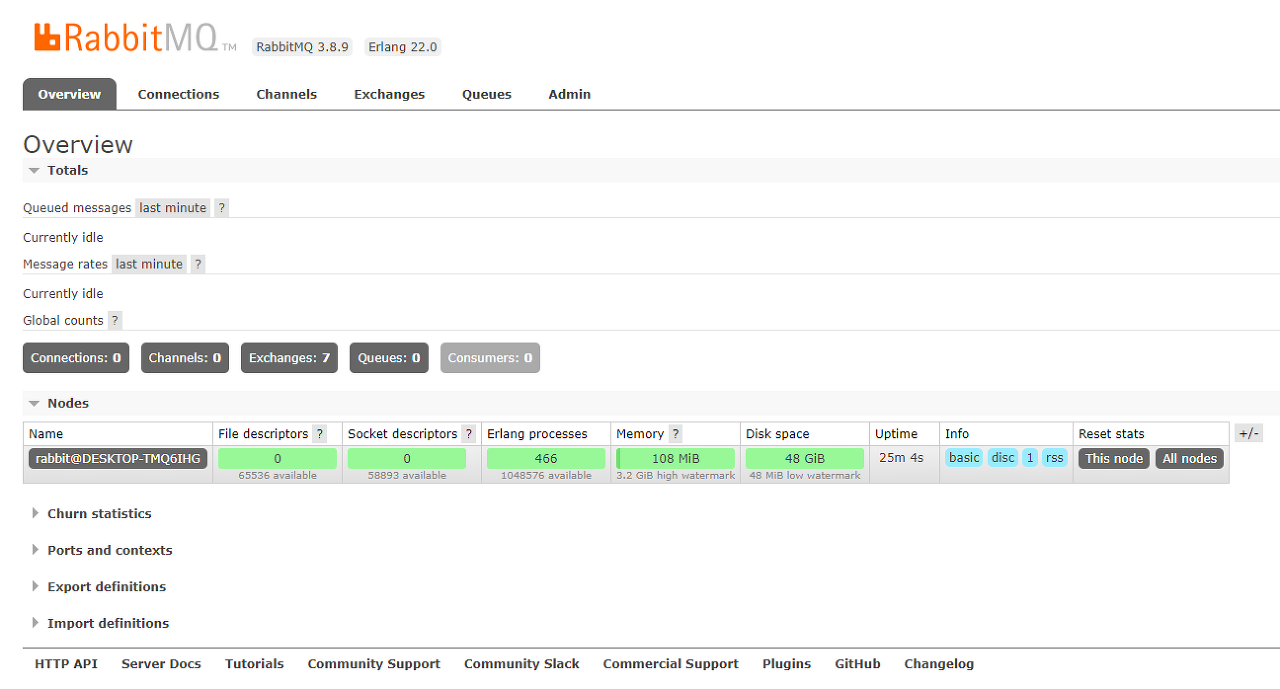 RabbitMQ TM RabbitMQ 3.8.9 Erlang 22.0
Overview Connections Channels Exchanges Queues Admin
Overview
Totals
Queued messages last minute ?
Currently idle
Message rates last minute ?
Currently idle
Global counts ?
Connections: 0 Channels: 0 Exchanges: 7 Queues: 0 Consumers: 0
Nodes
Name File descriptors ? Socket descriptors ? Erlang processes Memory ? Disk space Uptime Info Reset stats +/-
rabbit@DESKTOP-TMQ6IHG 0 0 466 108 MiB 48 GiB 25m 4s basic disc 1 rss This node All nodes
65536 available 58893 available 1048576 available 3.2 GiB high watermark 48 MiB low watermark
Churn statistics
Ports and contexts
Export definitions
Import definitions
HTTP API Server Docs Tutorials Community Support Community Slack Commercial Support Plugins GitHub Changelog